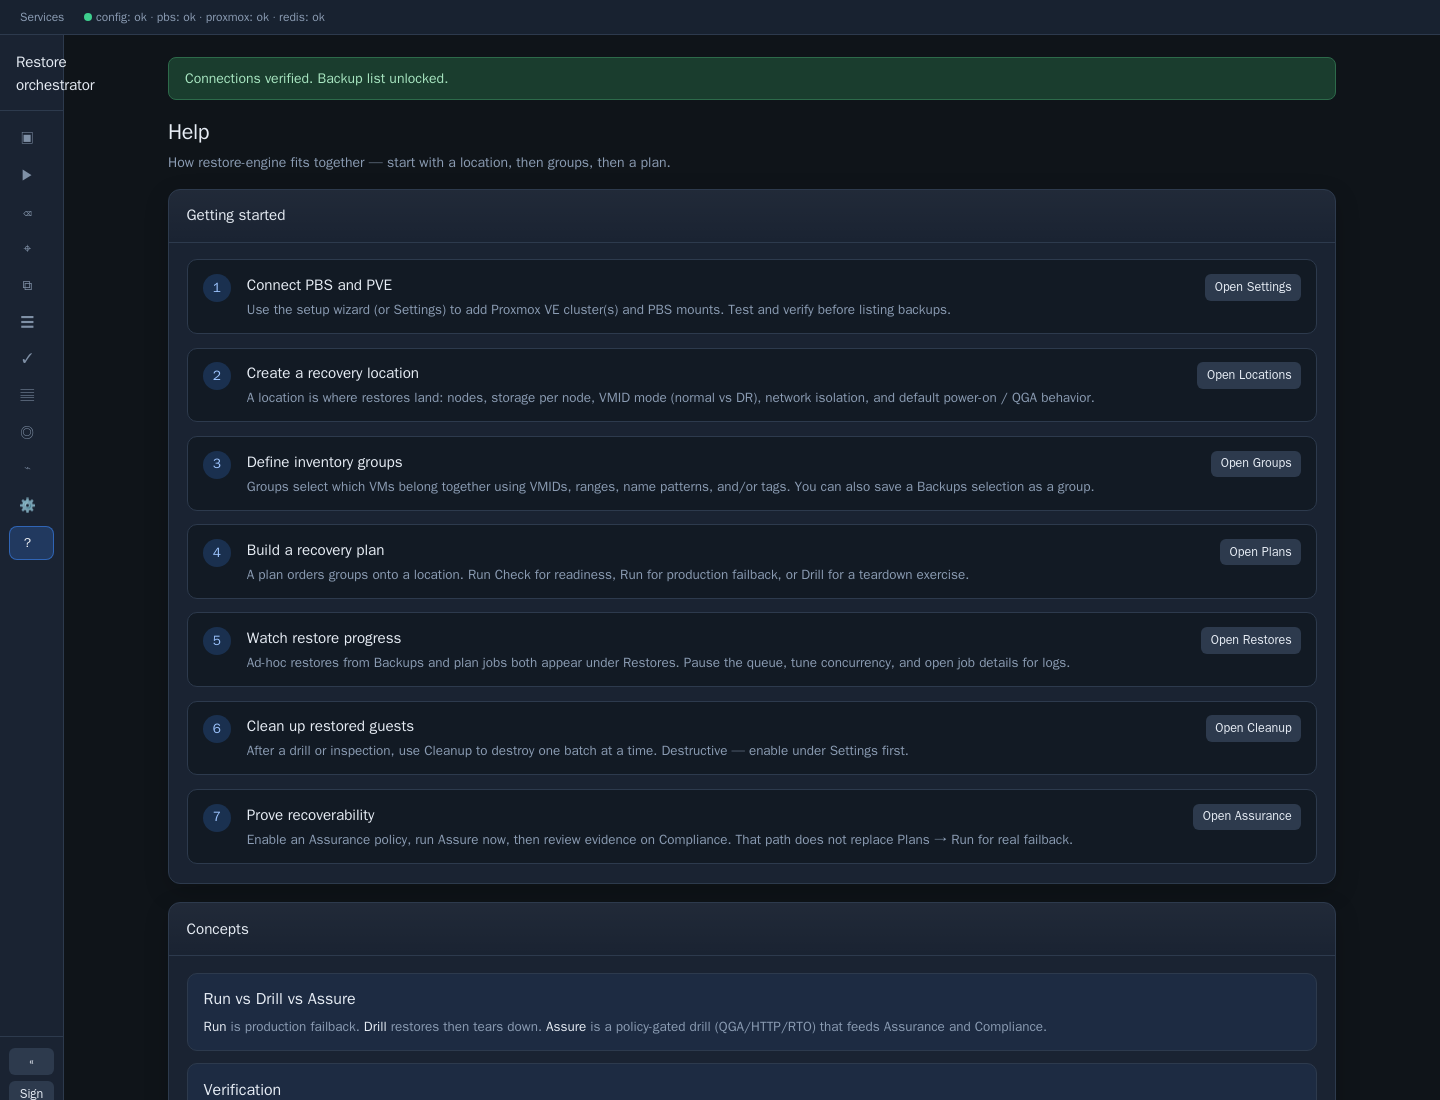 Services
config: ok · pbs: ok · proxmox: ok · redis: ok
Restore
orchestrator
?
«
Sign
Connections verified. Backup list unlocked.
Help
How restore-engine fits together — start with a location, then groups, then a plan.
Getting started
1
Connect PBS and PVE
Use the setup wizard (or Settings) to add Proxmox VE cluster(s) and PBS mounts. Test and verify before listing backups.
Open Settings
2
Create a recovery location
A location is where restores land: nodes, storage per node, VMID mode (normal vs DR), network isolation, and default power-on / QGA behavior.
Open Locations
3
Define inventory groups
Groups select which VMs belong together using VMIDs, ranges, name patterns, and/or tags. You can also save a Backups selection as a group.
Open Groups
4
Build a recovery plan
A plan orders groups onto a location. Run Check for readiness, Run for production failback, or Drill for a teardown exercise.
Open Plans
5
Watch restore progress
Ad-hoc restores from Backups and plan jobs both appear under Restores. Pause the queue, tune concurrency, and open job details for logs.
Open Restores
6
Clean up restored guests
After a drill or inspection, use Cleanup to destroy one batch at a time. Destructive — enable under Settings first.
Open Cleanup
7
Prove recoverability
Enable an Assurance policy, run Assure now, then review evidence on Compliance. That path does not replace Plans → Run for real failback.
Open Assurance
Concepts
Run vs Drill vs Assure
Run is production failback. Drill restores then tears down. Assure is a policy-gated drill (QGA/HTTP/RTO) that feeds Assurance and Compliance.
Verification